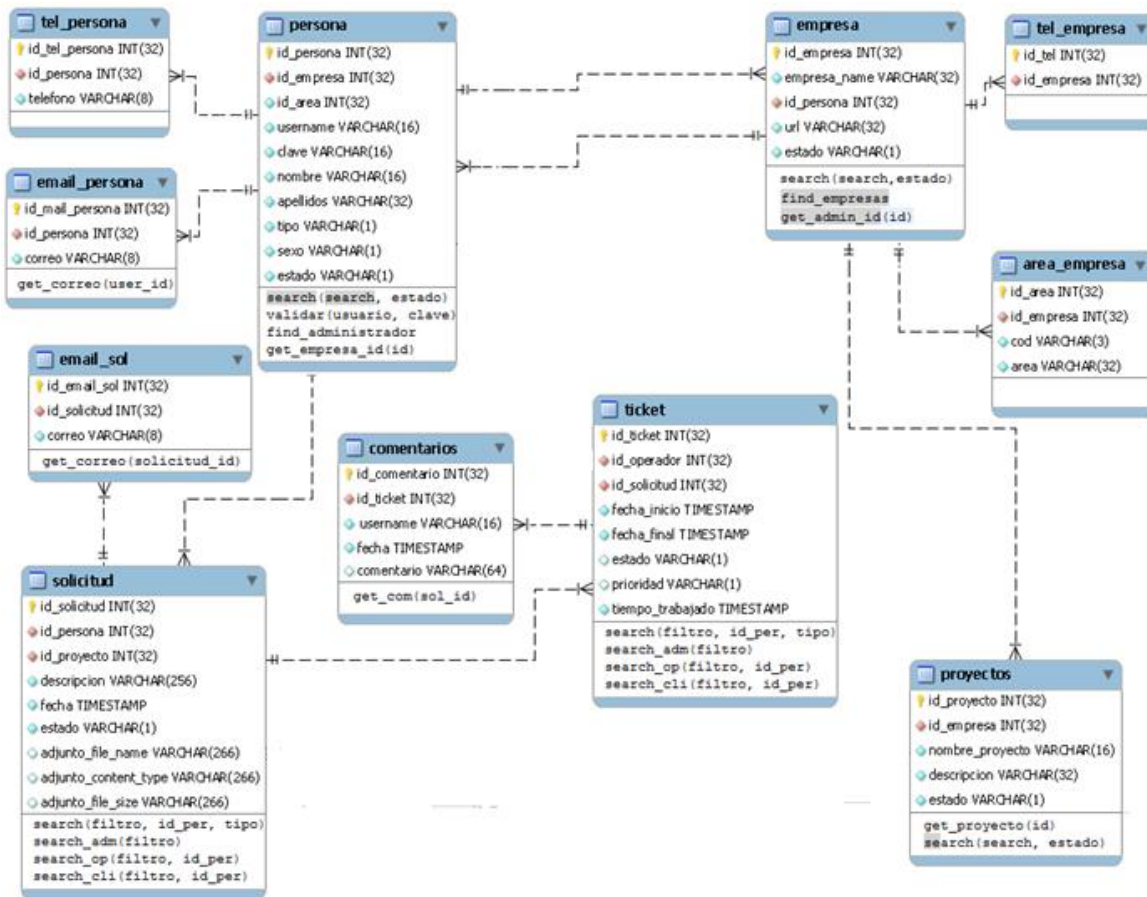 tel_persona
id_tel_persona INT(32)
id_persona INT(32)
telefono VARCHAR(8)
persona
id_persona INT(32)
id_empresa INT(32)
id_area INT(32)
username VARCHAR(16)
clave VARCHAR(16)
nombre VARCHAR(16)
apellidos VARCHAR(32)
tipo VARCHAR(1)
sexo VARCHAR(1)
estado VARCHAR(1)
search(search, estado)
validar(usuario, clave)
find_administrador
get_empresa_id(id)
empresa
id_empresa INT(32)
empresa_name VARCHAR(32)
id_persona INT(32)
url VARCHAR(32)
estado VARCHAR(1)
search(search,estado)
find_empresas
get_admin_id(id)
tel_empresa
id_tel INT(32)
id_empresa INT(32)
email_persona
id_mail_persona INT(32)
id_persona INT(32)
correo VARCHAR(8)
get_correo(user_id)
area_empresa
id_area INT(32)
id_empresa INT(32)
cod VARCHAR(3)
area VARCHAR(32)
email_sol
id_email_sol INT(32)
id_solicitud INT(32)
correo VARCHAR(8)
get_correo(solicitud_id)
comentarios
id_comentario INT(32)
id_ticket INT(32)
username VARCHAR(16)
fecha TIMESTAMP
comentario VARCHAR(64)
get_com(sol_id)
ticket
id_ticket INT(32)
id_operador INT(32)
id_solicitud INT(32)
fecha_inicio TIMESTAMP
fecha_final TIMESTAMP
estado VARCHAR(1)
prioridad VARCHAR(1)
tiempo_trabajado TIMESTAMP
search(filtro, id_per, tipo)
search_adm(filtro)
search_op(filtro, id_per)
search_cli(filtro, id_per)
solicitud
id_solicitud INT(32)
id_persona INT(32)
id_proyecto INT(32)
descripcion VARCHAR(256)
fecha TIMESTAMP
estado VARCHAR(1)
adjunto_file_name VARCHAR(266)
adjunto_content_type VARCHAR(266)
adjunto_file_size VARCHAR(266)
search(filtro, id_per, tipo)
search_adm(filtro)
search_op(filtro, id_per)
search_cli(filtro, id_per)
proyectos
id_proyecto INT(32)
id_empresa INT(32)
nombre_proyecto VARCHAR(16)
descripcion VARCHAR(32)
estado VARCHAR(1)
get_proyecto(id)
search(search, estado)